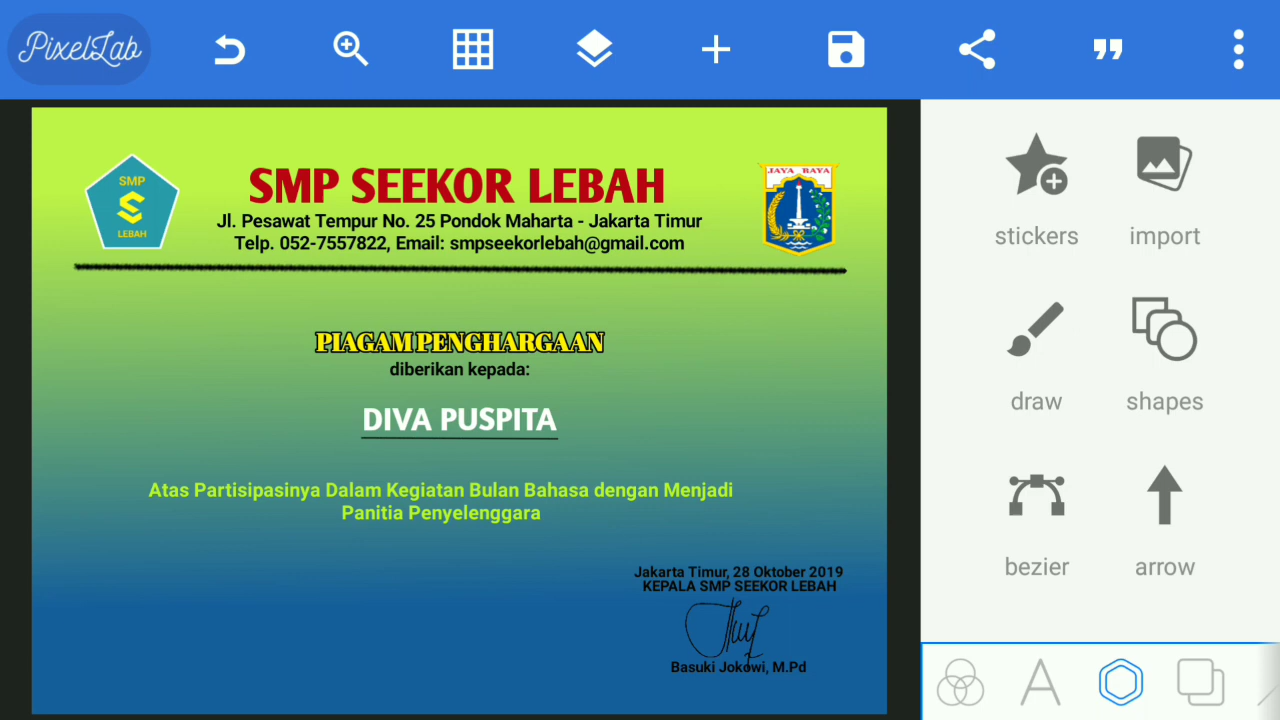 PixelLab
SMP
LEBAH
SMP SEEKOR LEBAH
Jl. Pesawat Tempur No. 25 Pondok Maharta - Jakarta Timur
Telp. 052-7557822, Email: smpseekorlebah@gmail.com
JAYA RAYA
PIAGAM PENGHARGAAN
diberikan kepada:
DIVA PUSPITA
Atas Partisipasinya Dalam Kegiatan Bulan Bahasa dengan Menjadi
Panitia Penyelenggara
Jakarta Timur, 28 Oktober 2019
KEPALA SMP SEEKOR LEBAH
Basuki Jokowi, M.Pd
stickers
import
draw
shapes
bezier
arrow